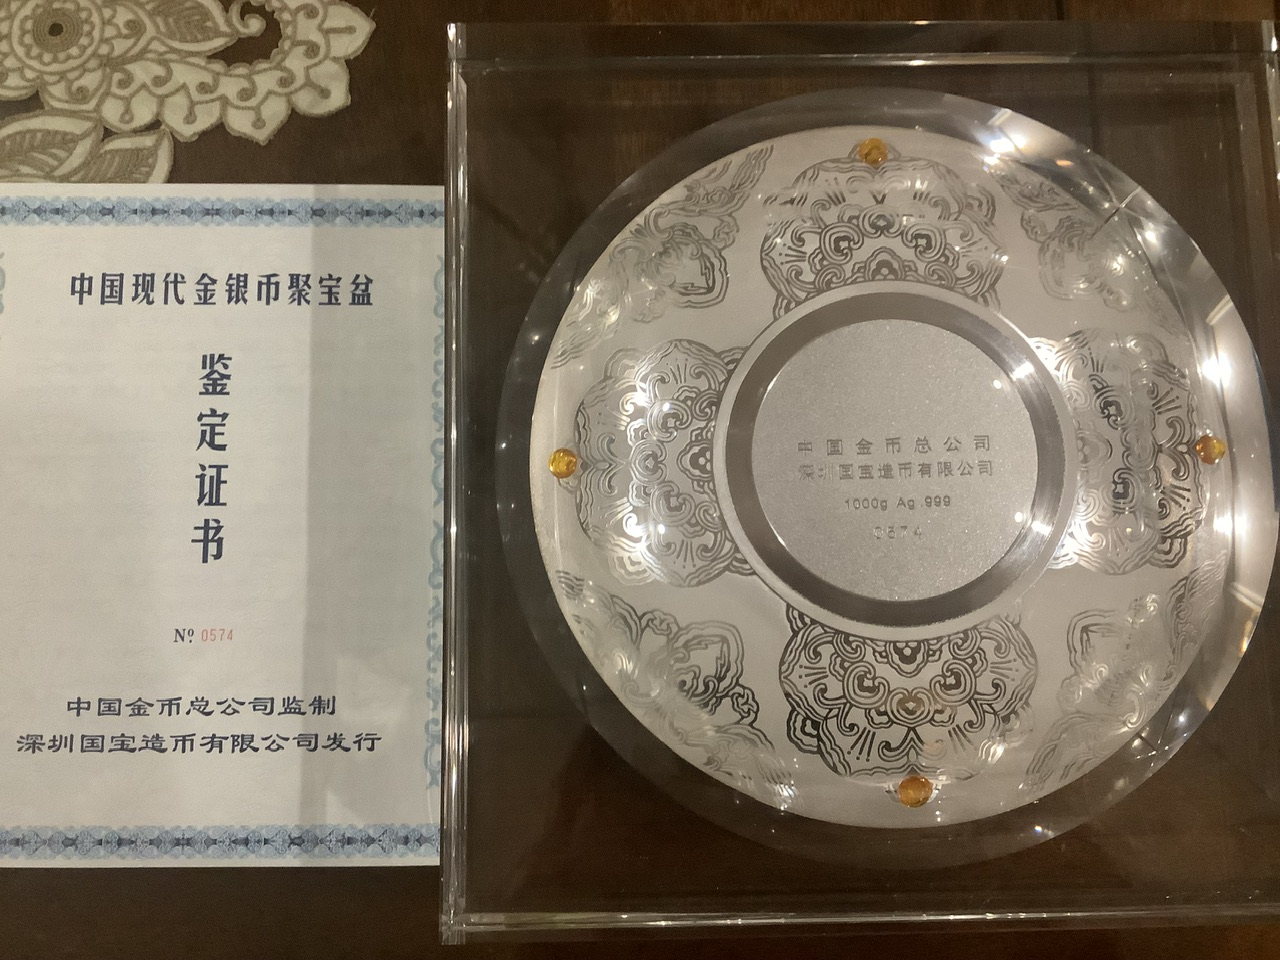 中国现代金银币聚宝盆
鉴定证书
Nº 0574
中国金币总公司监制
深圳国宝造币有限公司发行
中国金币总公司
深圳国宝造币有限公司
1000g Ag .999
0574